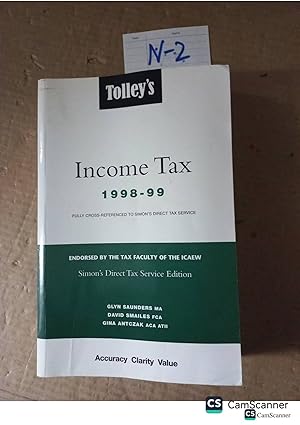 N-2
Tolley's
Income Tax
1998-99
FULLY CROSS-REFERENCED TO SIMON'S DIRECT TAX SERVICE
ENDORSED BY THE TAX FACULTY OF THE ICAEW
Simon's Direct Tax Service Edition
GLYN SAUNDERS MA
DAVID SMAILES FCA
GINA ANTCZAK ACA ATII
Accuracy Clarity Value
CS CamScanner
CS CamScanner